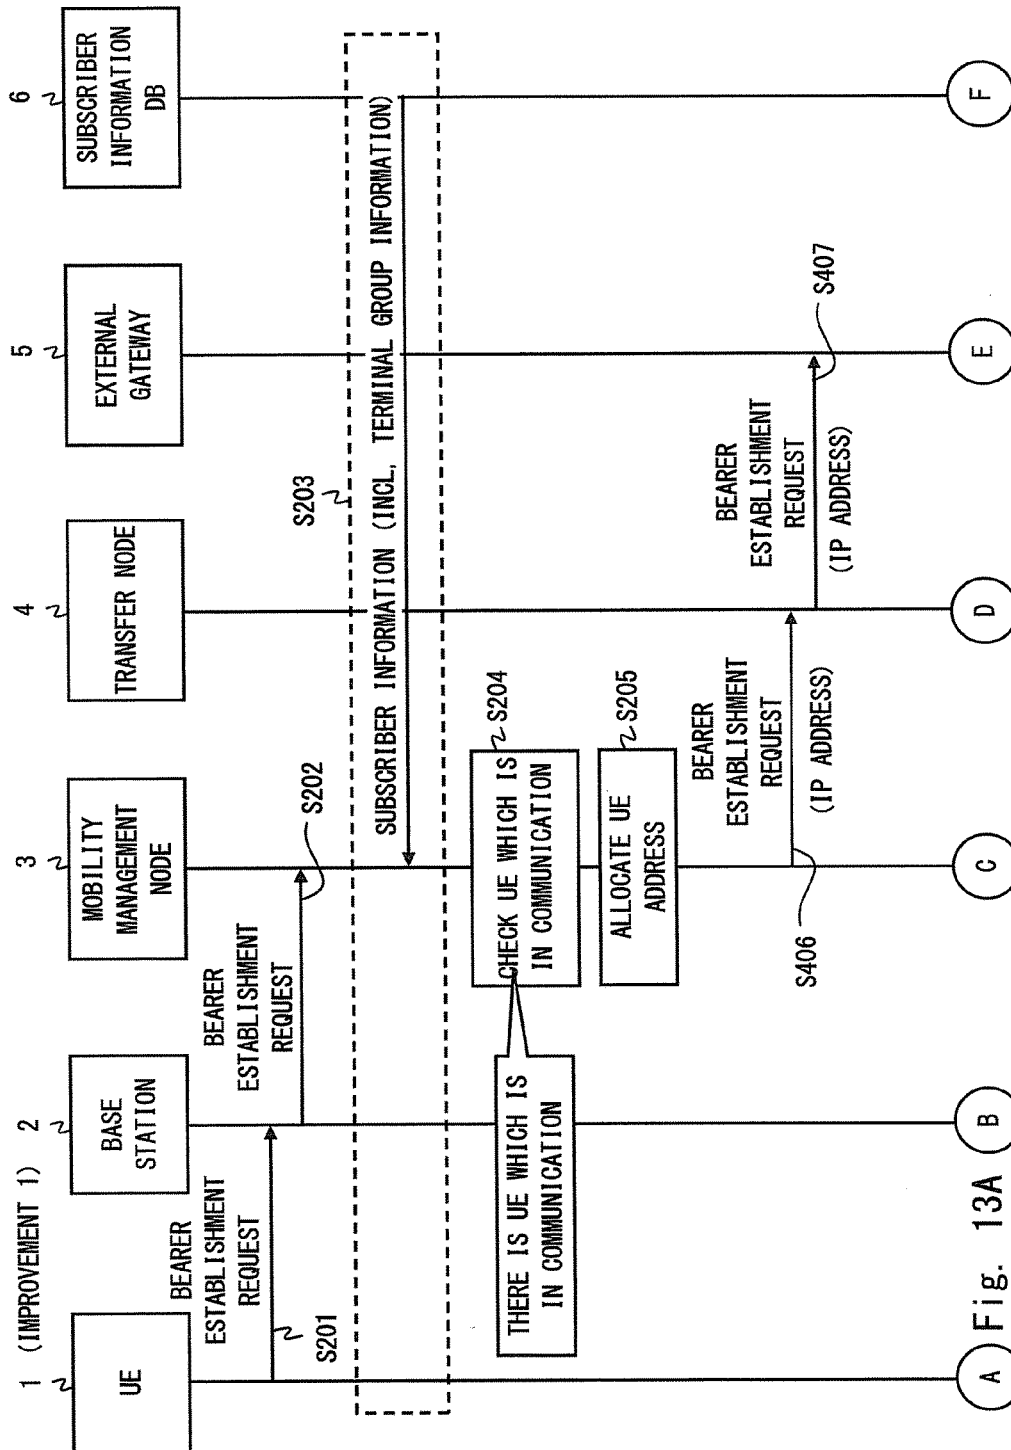 (IMPROVEMENT 1)
1
UE
2
BASE
STATION
3
MOBILITY
MANAGEMENT
NODE
4
TRANSFER NODE
5
EXTERNAL
GATEWAY
6
SUBSCRIBER
INFORMATION
DB
BEARER
ESTABLISHMENT
REQUEST
S201
BEARER
ESTABLISHMENT
REQUEST
S202
S203
SUBSCRIBER INFORMATION (INCL, TERMINAL GROUP INFORMATION)
THERE IS UE WHICH IS
IN COMMUNICATION
CHECK UE WHICH IS
IN COMMUNICATION
S204
ALLOCATE UE
ADDRESS
S205
BEARER
ESTABLISHMENT
REQUEST
(IP ADDRESS)
S406
BEARER
ESTABLISHMENT
REQUEST
(IP ADDRESS)
S407
A
B
C
D
E
F
Fig. 13A